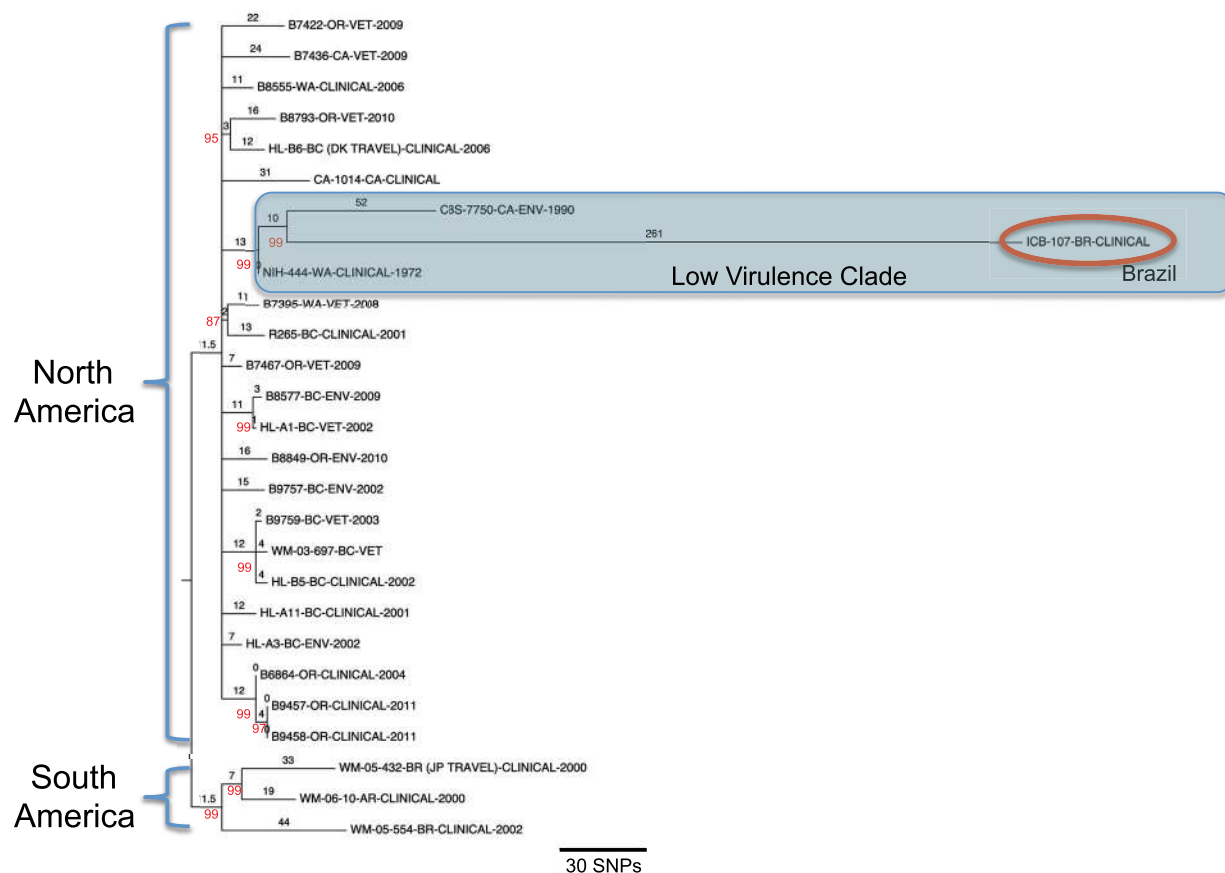 22
B7422-OR-VET-2009
24
B7436-CA-VET-2009
11
B8555-WA-CLINICAL-2006
16
B8793-OR-VET-2010
3
95
12
HL-B6-BC (DK TRAVEL)-CLINICAL-2006
31
CA-1014-CA-CLINICAL
52
CBS-7750-CA-ENV-1990
10
99
261
ICB-107-BR-CLINICAL
13
99
NIH-444-WA-CLINICAL-1972
Low Virulence Clade
Brazil
11
B7395-WA-VET-2008
2
87
13
R265-BC-CLINICAL-2001
11.5
7
B7467-OR-VET-2009
North
America
3
B8577-BC-ENV-2009
11
99
1
HL-A1-BC-VET-2002
16
B8849-OR-ENV-2010
15
B9757-BC-ENV-2002
2
B9759-BC-VET-2003
12
4
WM-03-697-BC-VET
99
4
HL-B5-BC-CLINICAL-2002
12
HL-A11-BC-CLINICAL-2001
7
HL-A3-BC-ENV-2002
0
B6864-OR-CLINICAL-2004
12
0
B9457-OR-CLINICAL-2011
99
4
97
0
B9458-OR-CLINICAL-2011
South
America
33
WM-05-432-BR (JP TRAVEL)-CLINICAL-2000
7
99
19
WM-06-10-AR-CLINICAL-2000
11.5
99
44
WM-05-554-BR-CLINICAL-2002
30 SNPs